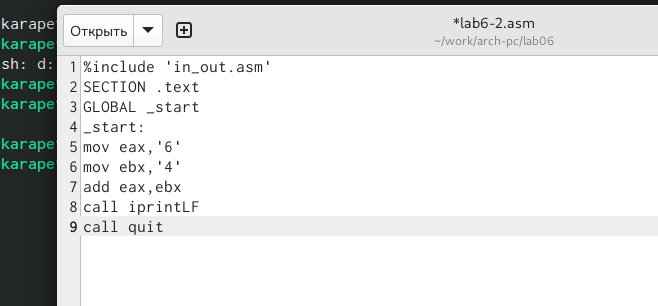 karape
*lab6-2.asm
Открыть
~/work/arch-pc/lab06
karape
sh: d:
karape
karape
karape
karape
1 %include 'in_out.asm'
2 SECTION .text
3 GLOBAL _start
4 _start:
5 mov eax,'6'
6 mov ebx,'4'
7 add eax,ebx
8 call iprintLF
9 call quit